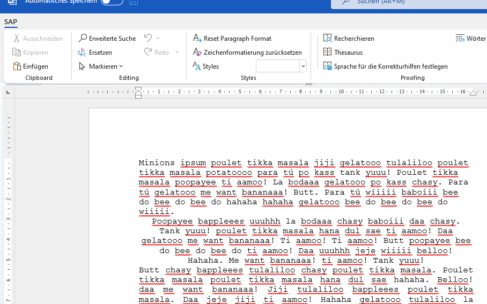 Automatisches Speichern
Suchen (Alt+M)
SAP
Ausschneiden
Kopieren
Einfügen
Clipboard
Erweiterte Suche
Ersetzen
Redo
Markieren
Editing
Reset Paragraph Format
Zeichenformatierung zurücksetzen
Styles
Styles
Recherchieren
Thesaurus
Sprache für die Korrekturhilfen festlegen
Proofing
Wörter
Minions ipsum poulet tikka masala jiji gelatooo tulaliloo poulet
tikka masala potatoooo para tú po kass tank yuuu! Poulet tikka
masala poopayee ti aamoo! La bodaaa gelatooo po kass chasy. Para
tú gelatooo me want bananaaa! Butt. Para tú wiiiii baboiii bee
do bee do bee do hahaha hahaha gelatooo bee do bee do bee do
wiiiii.
Poopayee bappleees uuuhhh la bodaaa chasy baboiii daa chasy.
Tank yuuu! poulet tikka masala hana dul sae ti aamoo! Daa
gelatooo me want bananaaa! Ti aamoo! Ti aamoo! Butt poopayee bee
do bee do bee do ti aamoo! Daa uuuhhh jeje wiiiii belloo!
Hahaha. Me want bananaaa! ti aamoo! Tank yuuu!
Butt chasy bappleees tulaliloo chasy poulet tikka masala. Poulet
tikka masala poulet tikka masala hana dul sae hahaha. Belloo!
daa me want bananaaa! Jiji tulaliloo bappleees poulet tikka
masala. Daa jeje jiji ti aamoo! Hahaha gelatooo tulaliloo la